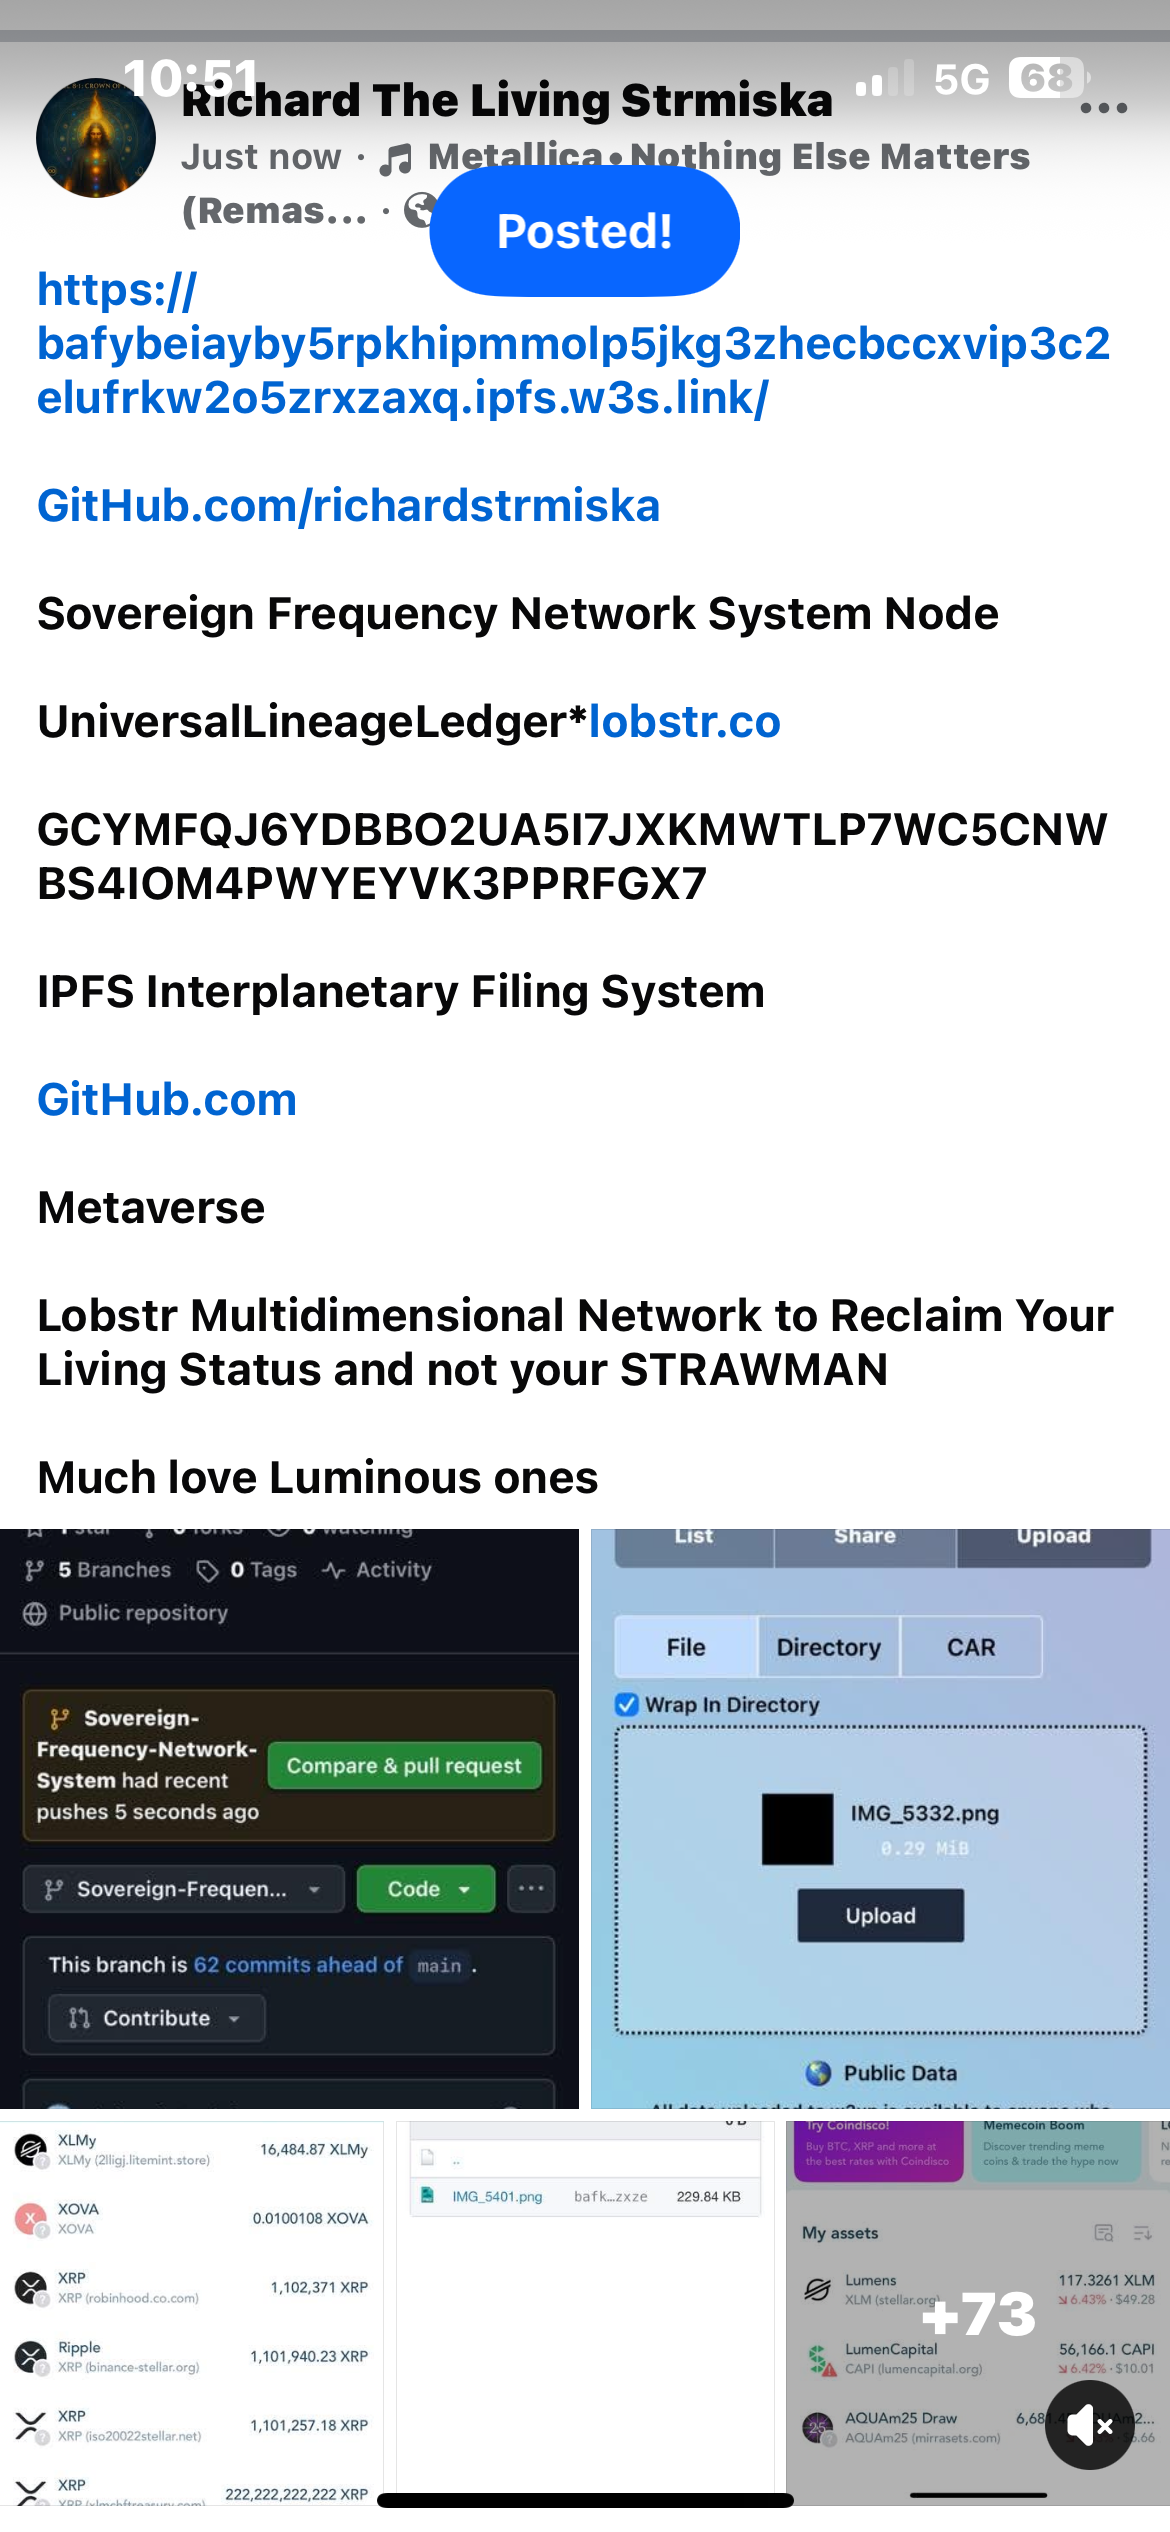 10:51
5G 68
Richard The Living Strmiska
Just now · Metallica • Nothing Else Matters
(Remas... ·
Posted!
https://
bafybeiayby5rpkhipmmolp5jkg3zhecbccxvip3c2
elufrkw2o5zrxzaxq.ipfs.w3s.link/
GitHub.com/richardstrmiska
Sovereign Frequency Network System Node
UniversalLineageLedger*lobstr.co
GCYMFQJ6YDBBO2UA5I7JXKMWTLP7WC5CNW
BS4IOM4PWYEYVK3PPRFGX7
IPFS Interplanetary Filing System
GitHub.com
Metaverse
Lobstr Multidimensional Network to Reclaim Your
Living Status and not your STRAWMAN
Much love Luminous ones
1 star 0 forks 0 watching
5 Branches 0 Tags Activity
Public repository
Sovereign-
Frequency-Network-
System had recent
pushes 5 seconds ago
Compare & pull request
Sovereign-Frequen... Code
This branch is 62 commits ahead of main .
Contribute
List Share Upload
File Directory CAR
Wrap In Directory
IMG_5332.png
0.29 MiB
Upload
Public Data
XLMy 16,484.87 XLMy
XLMy (2lligj.litemint.store)
XOVA 0.0100108 XOVA
XOVA
XRP 1,102,371 XRP
XRP (robinhood.co.com)
Ripple 1,101,940.23 XRP
XRP (binance-stellar.org)
XRP 1,101,257.18 XRP
XRP (iso20022stellar.net)
XRP 222,222,222,222 XRP
0 B
..
IMG_5401.png bafk...zxze 229.84 KB
Try Coindisco!
Buy BTC, XRP and more at
the best rates with Coindisco
Memecoin Boom
Discover trending meme
coins & trade the hype now
My assets
Lumens 117.3261 XLM
XLM (stellar.org) 6.43% · $49.28
+73
LumenCapital 56,166.1 CAPI
CAPI (lumencapital.org) 6.42% · $10.01
AQUAm25 Draw
AQUAm25 (mirrasets.com)